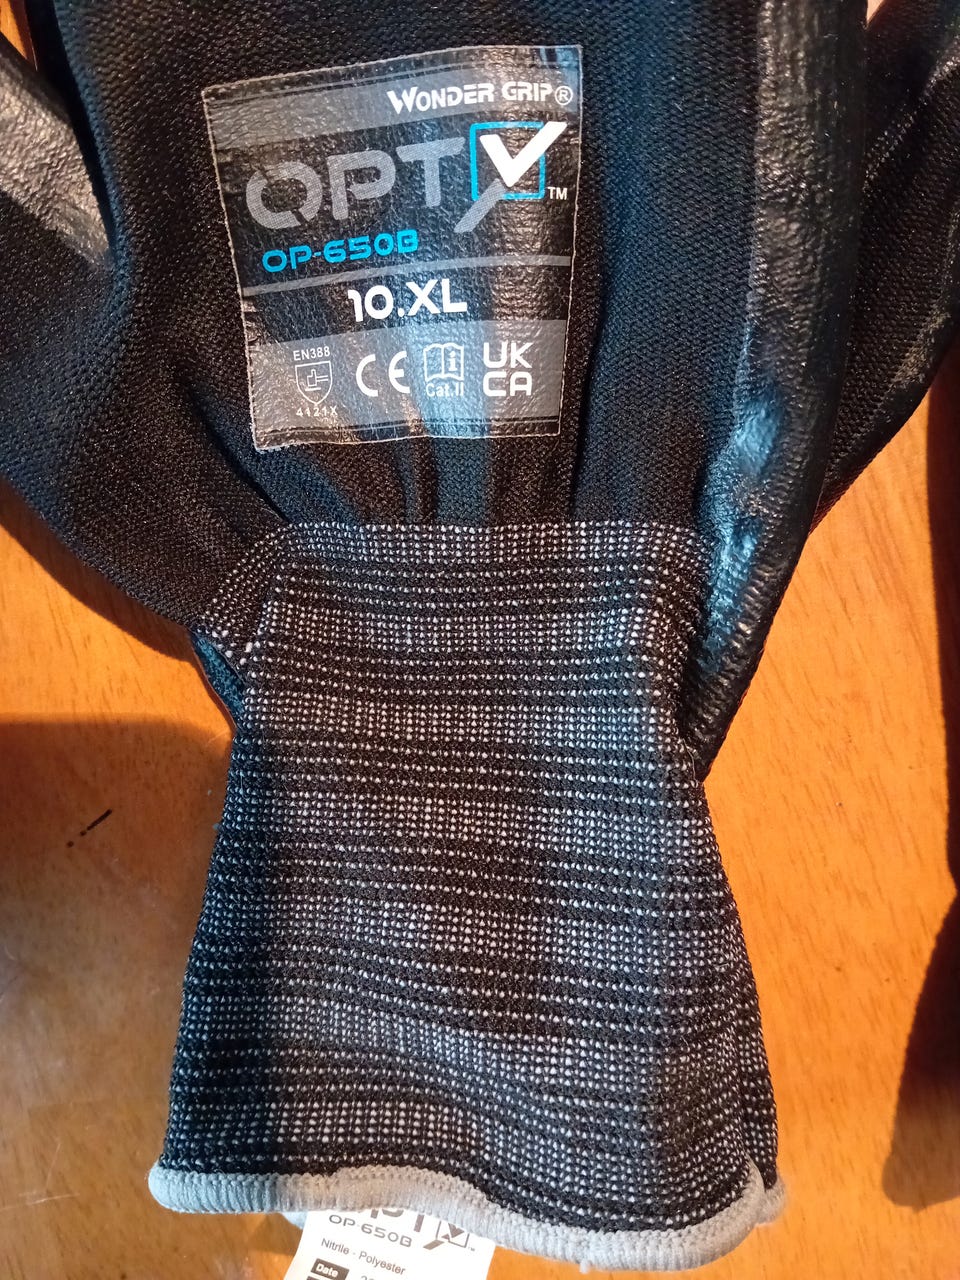 WONDER GRIP®
OPTY™
OP-650B
10.XL
EN388
4121X
CE
i
Cat.II
UK
CA
OPTY™
OP-650B
Nitrile - Polyester
Date